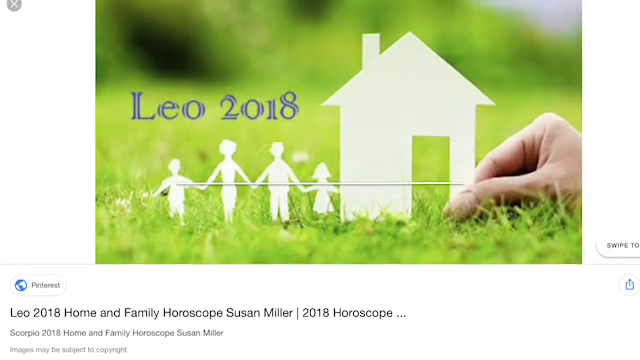 Leo 2018
SWIPE TO
Pinterest
Leo 2018 Home and Family Horoscope Susan Miller | 2018 Horoscope ...
Scorpio 2018 Home and Family Horoscope Susan Miller
Images may be subject to copyright.